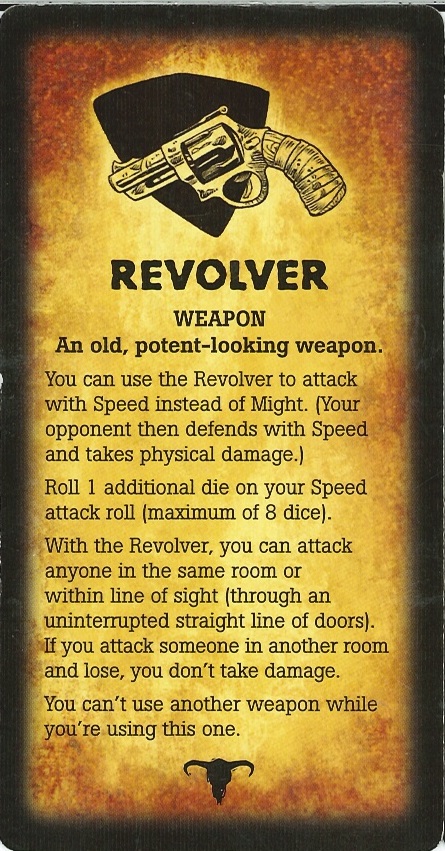 REVOLVER
WEAPON
An old, potent-looking weapon.
You can use the Revolver to attack
with Speed instead of Might. (Your
opponent then defends with Speed
and takes physical damage.)
Roll 1 additional die on your Speed
attack roll (maximum of 8 dice).
With the Revolver, you can attack
anyone in the same room or
within line of sight (through an
uninterrupted straight line of doors).
If you attack someone in another room
and lose, you don't take damage.
You can't use another weapon while
you're using this one.